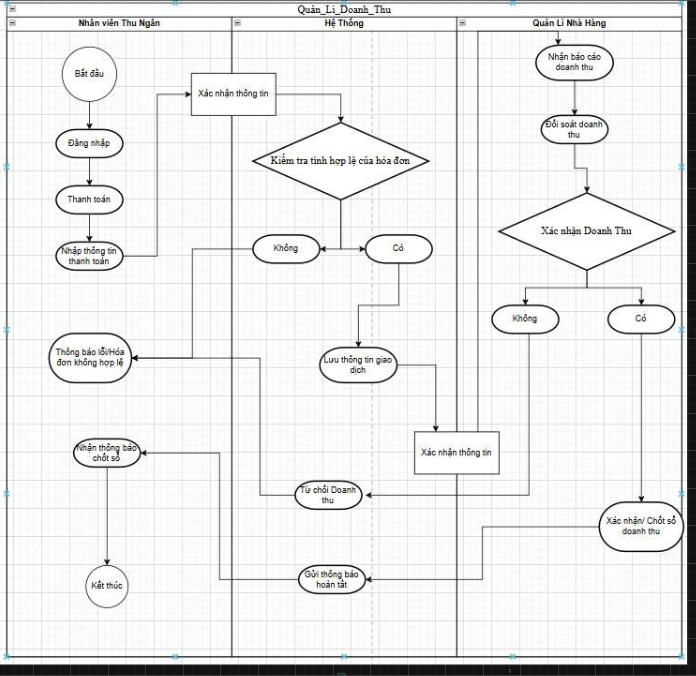 Quản_Lí_Doanh_Thu
Nhân viên Thu Ngân
Hệ Thống
Quản Lí Nhà Hàng
Bắt đầu
Đăng nhập
Thanh toán
Nhập thông tin
thanh toán
Thông báo lỗi/Hóa
đơn không hợp lệ
Nhận thông báo
chốt sổ
Kết thúc
Xác nhận thông tin
Kiểm tra tính hợp lệ của hóa đơn
Không
Có
Lưu thông tin giao
dịch
Xác nhận thông tin
Từ chối Doanh
thu
Gửi thông báo
hoàn tất
Nhận báo cáo
doanh thu
Đối soát doanh
thu
Xác nhận Doanh Thu
Không
Có
Xác nhận/ Chốt sổ
doanh thu